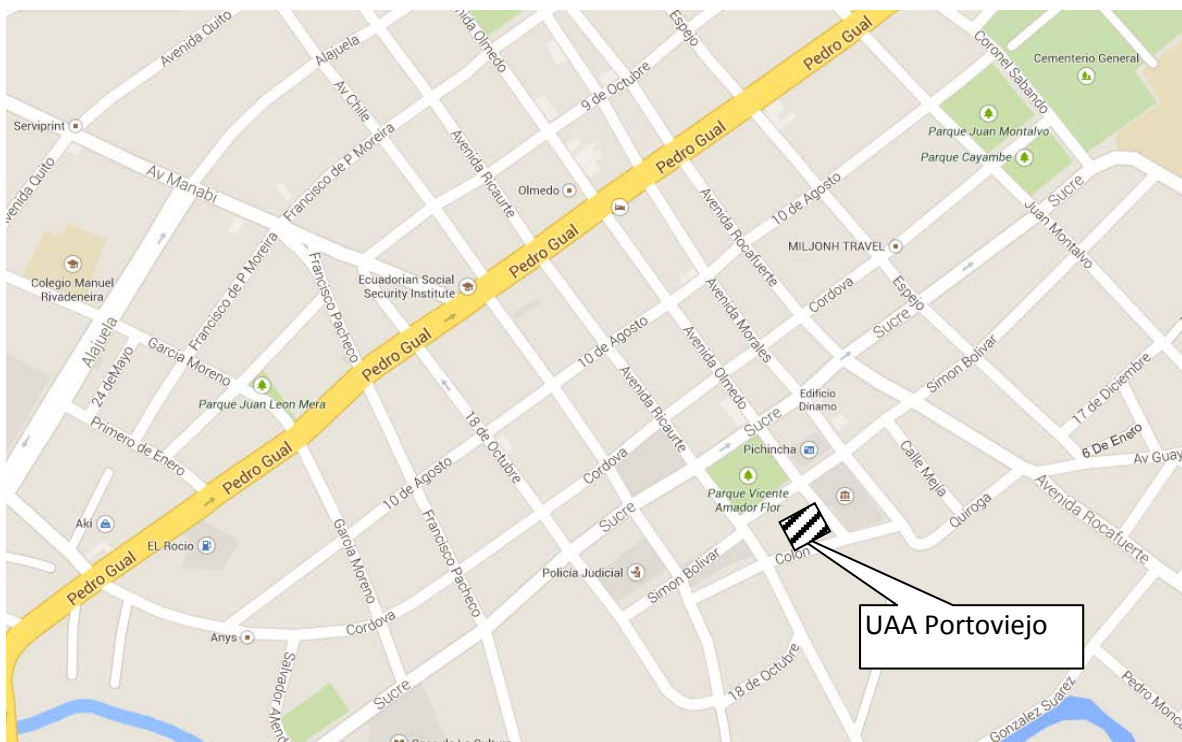 Avenida Quito
Alajuela
Av Chile
Avenida Olmedo
Espejo
Pedro Gual
Coronel Sabando
Cementerio General
9 de Octubre
Serviprint
Francisco de P Moreira
Avenida Ricaurte
Parque Juan Montalvo
Parque Cayambe
Pedro Gual
Avenida Quito
Av Manabi
Olmedo
10 de Agosto
Sucre
Juan Montalvo
Avenida Rocafuerte
Pedro Gual
MILJONH TRAVEL
Colegio Manuel
Rivadeneira
Francisco de P Moreira
Francisco Pacheco
Ecuadorian Social
Security Institute
Cordova
Espejo
Sucre
Alajuela
Garcia Moreno
24 de Mayo
Pedro Gual
10 de Agosto
Avenida Morales
Avenida Olmedo
Simon Bolivar
Parque Juan Leon Mera
Avenida Ricaurte
Edificio
Dinamo
17 de Diciembre
Primero de Enero
18 de Octubre
Sucre
Pichincha
6 De Enero
Av Guay
Pedro Gual
10 de Agosto
Cordova
Calle Mejía
Parque Vicente
Amador Flor
Avenida Rocafuerte
Quiroga
Aki
EL Rocio
Sucre
Colón
Garcia Moreno
Francisco Pacheco
Policía Judicial
Simon Bolivar
Pedro Gual
Anys
Cordova
UAA Portoviejo
Salvador Allend
Sucre
18 de Octubre
Gonzalez Suarez
Pedro Monca